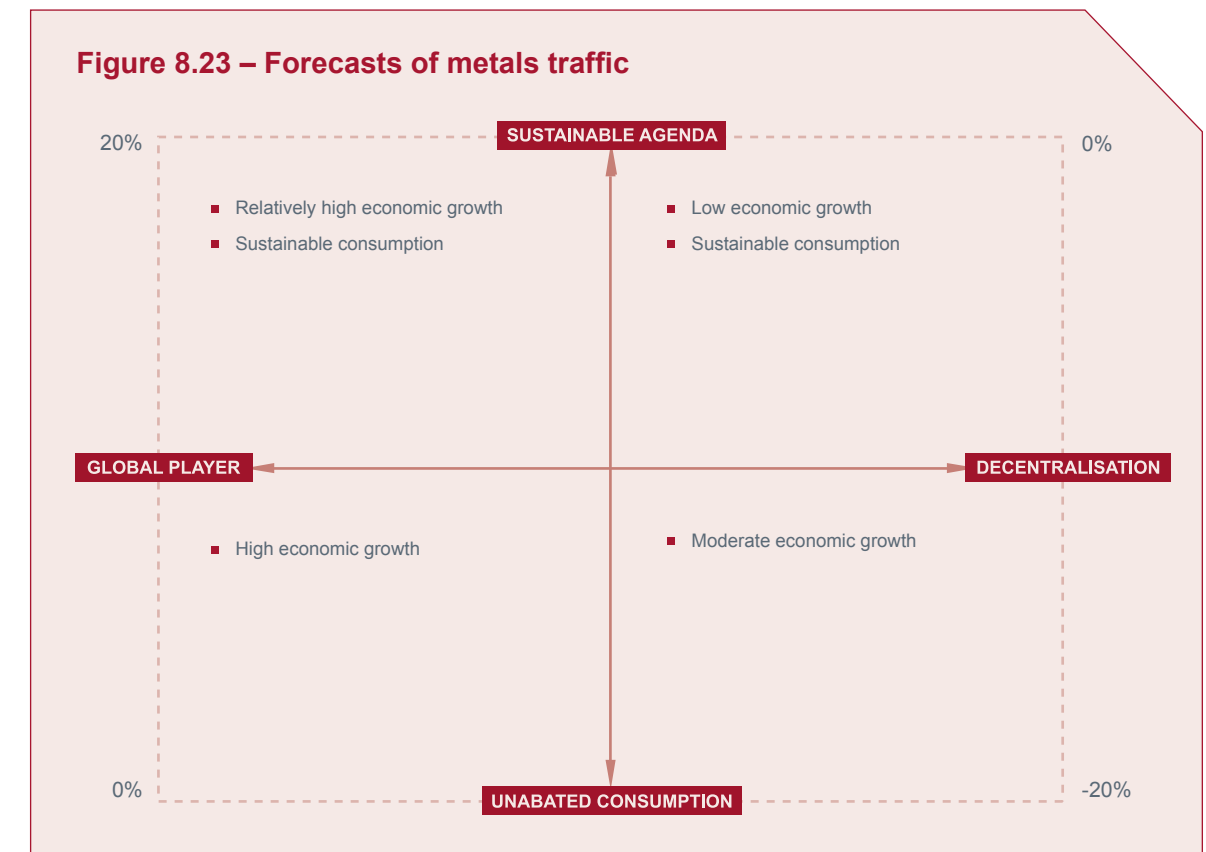 Figure 8.23 – Forecasts of metals traffic
SUSTAINABLE AGENDA
20%
0%
Relatively high economic growth
Sustainable consumption
Low economic growth
Sustainable consumption
GLOBAL PLAYER
DECENTRALISATION
High economic growth
Moderate economic growth
0%
-20%
UNABATED CONSUMPTION